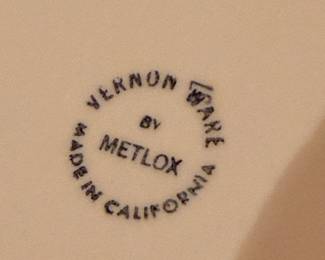 VERNON WARE
BY
METLOX
MADE IN CALIFORNIA